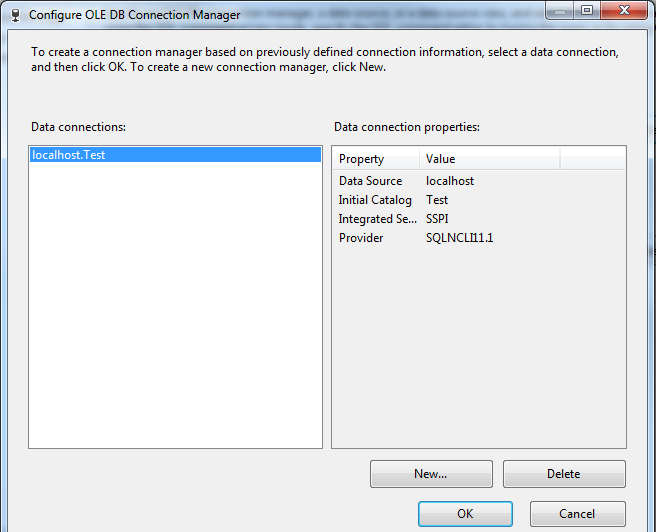 Configure OLE DB Connection Manager
To create a connection manager based on previously defined connection information, select a data connection,
and then click OK. To create a new connection manager, click New.
Data connections:
Data connection properties:
localhost.Test
Property Value
Data Source localhost
Initial Catalog Test
Integrated Se... SSPI
Provider SQLNCLI11.1
New...
Delete
OK
Cancel